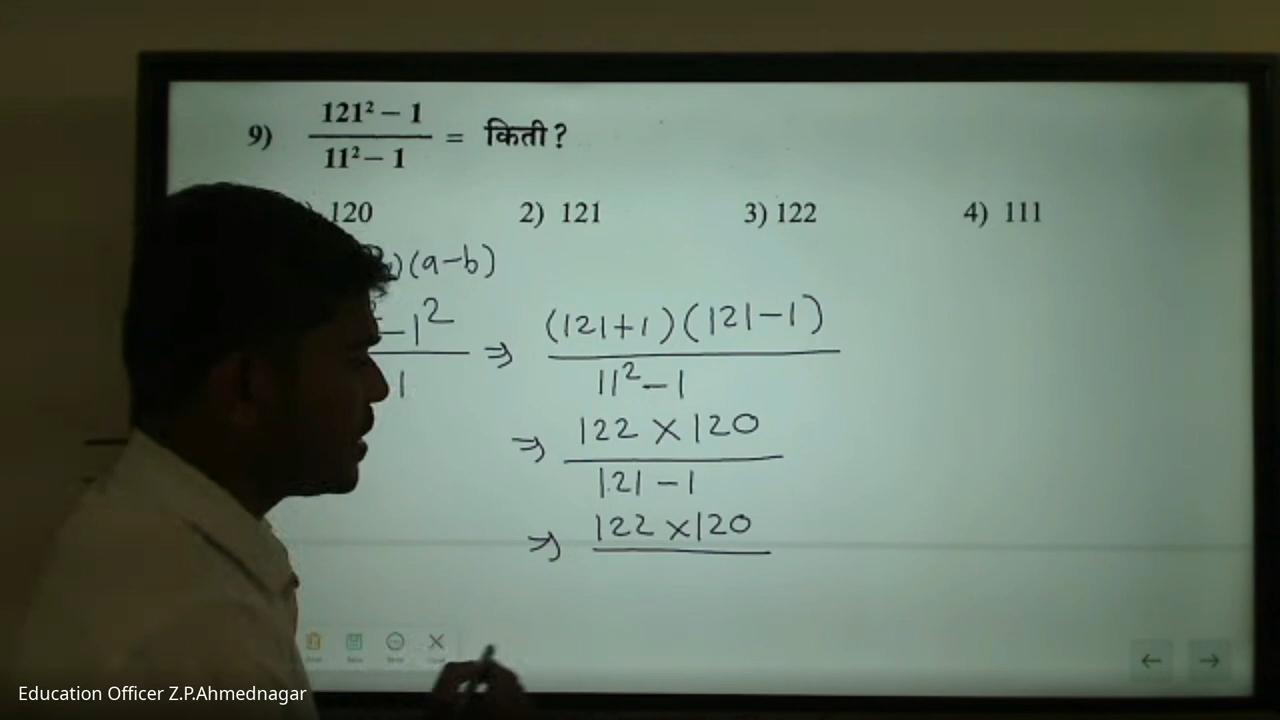 9) 121² – 1 / 11² – 1 = किती ?
120 2) 121 3) 122 4) 111
)(a-b)
-1² ⇒ (121+1)(121-1)
1 11²-1
⇒ 122 × 120
121 - 1
⇒ 122 ×120
Education Officer Z.P.Ahmednagar